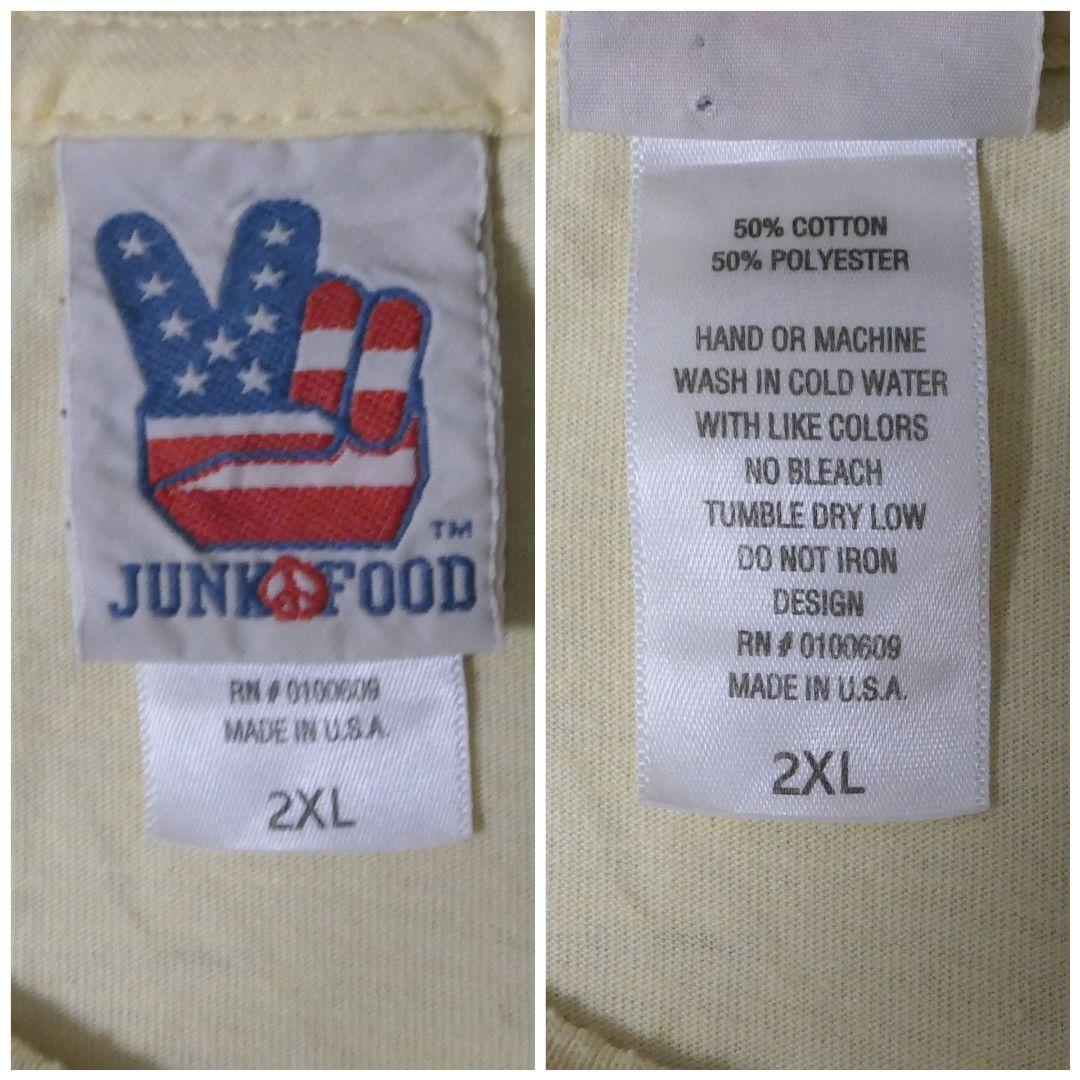 TM
JUNK FOOD
RN # 0100609
MADE IN U.S.A.
2XL
50% COTTON
50% POLYESTER
HAND OR MACHINE
WASH IN COLD WATER
WITH LIKE COLORS
NO BLEACH
TUMBLE DRY LOW
DO NOT IRON
DESIGN
RN # 0100609
MADE IN U.S.A.
2XL